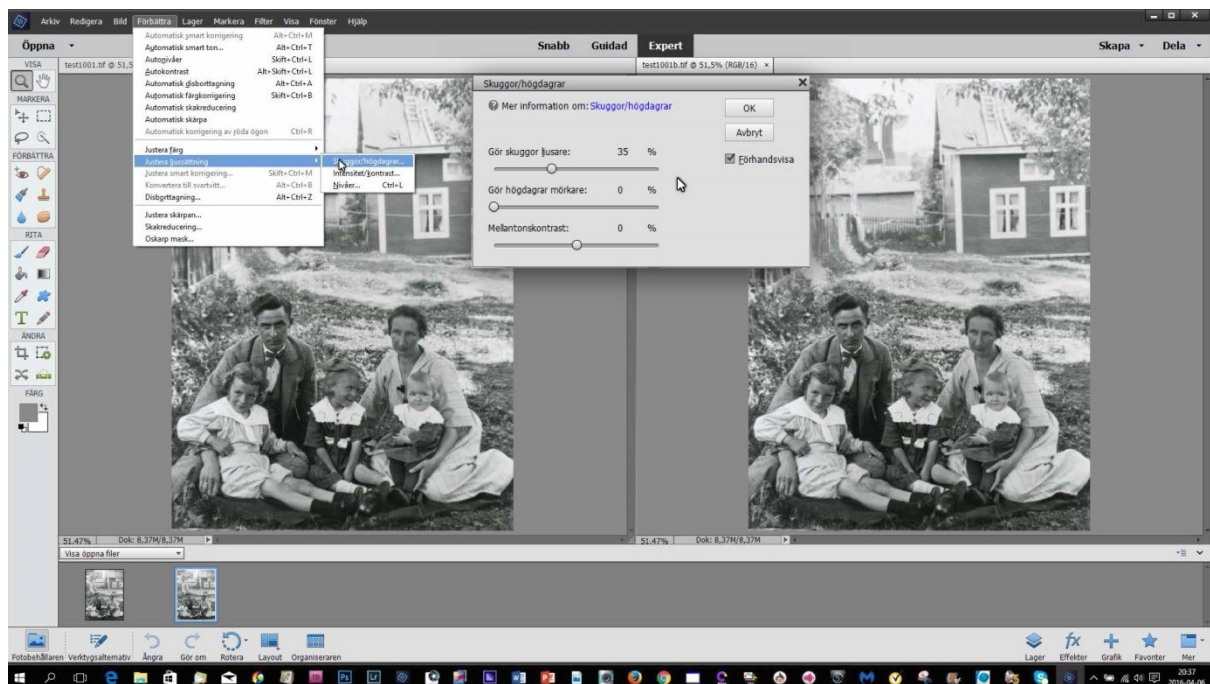 Arkiv Redigera Bild Förbättra Lager Markera Filter Visa Fönster Hjälp
Öppna Snabb Guidad Expert Skapa Dela
VISA
test1001.tif @ 51,5
test1001b.tif @ 51,5% (RGB/16) ×
Automatisk smart korrigering Alt+Ctrl+M
Automatisk smart ton... Alt+Ctrl+T
Autonivåer Skift+Ctrl+L
Autokontrast Alt+Skift+Ctrl+L
Automatisk disborttagning Alt+Ctrl+A
Automatisk färgkorrigering Skift+Ctrl+B
Automatisk skakreducering
Automatisk skärpa
Automatisk korrigering av röda ögon Ctrl+R
Justera färg
Justera ljussättning
Justera smart korrigering... Skift+Ctrl+M
Konvertera till svartvitt... Alt+Ctrl+B
Disborttagning... Alt+Ctrl+Z
Justera skärpan...
Skakreducering...
Oskarp mask...
Skuggor/högdagrar...
Intensitet/kontrast...
Nivåer... Ctrl+L
Skuggor/högdagrar
Mer information om: Skuggor/högdagrar
OK
Avbryt
Förhandsvisa
Gör skuggor ljusare: 35 %
Gör högdagrar mörkare: 0 %
Mellantonskontrast: 0 %
MARKERA
FÖRBÄTTRA
RITA
ÄNDRA
FÄRG
51.47% Dok: 8,37M/8,37M
51.47% Dok: 8,37M/8,37M
Visa öppna filer
Fotobehållaren Verktygsalternativ Ångra Gör om Rotera Layout Organiseraren
Lager Effekter Grafik Favoriter Mer
20:37
2016-04-06